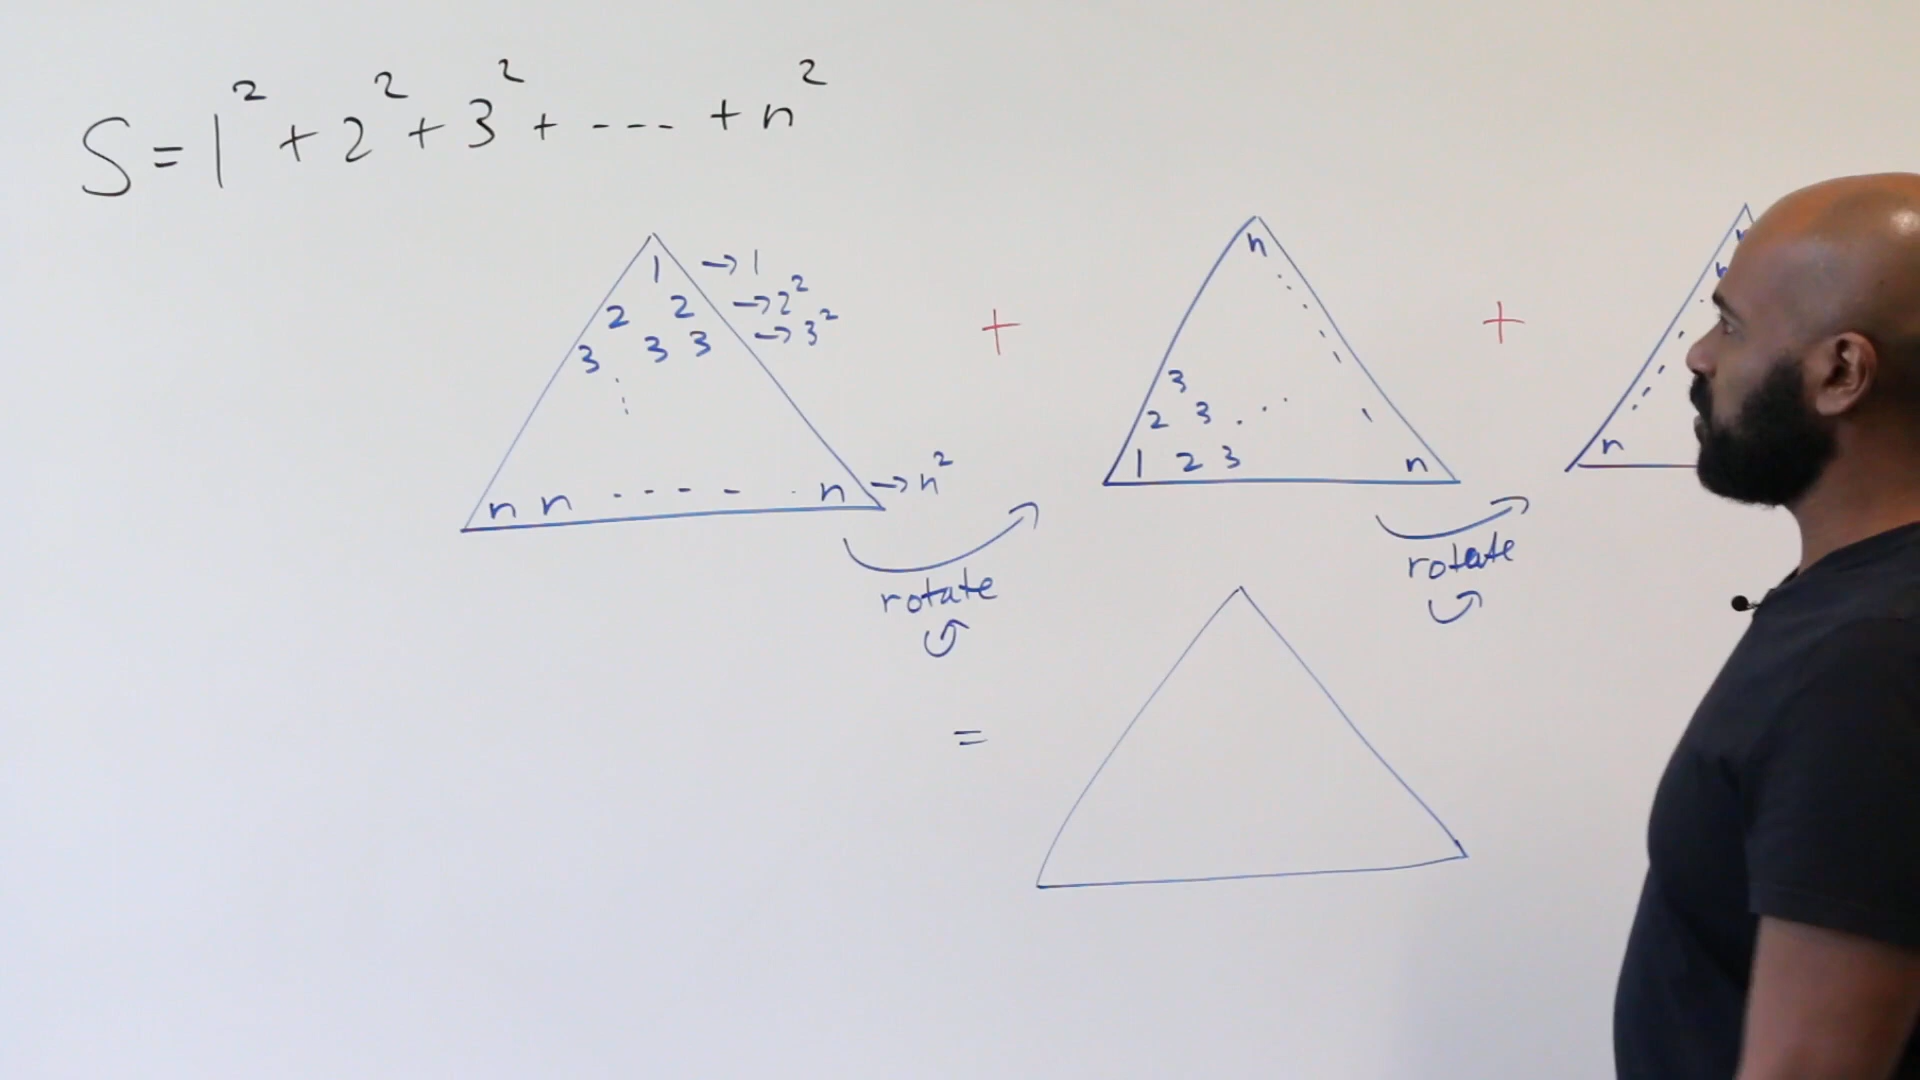 S = 1² + 2² + 3² + ---- + n²
1 → 1
2 2 → 2²
3 3 3 → 3²
n n - - - - n → n²
+
n
3
2 3
1 2 3 n
+
n
rotate
rotate
=